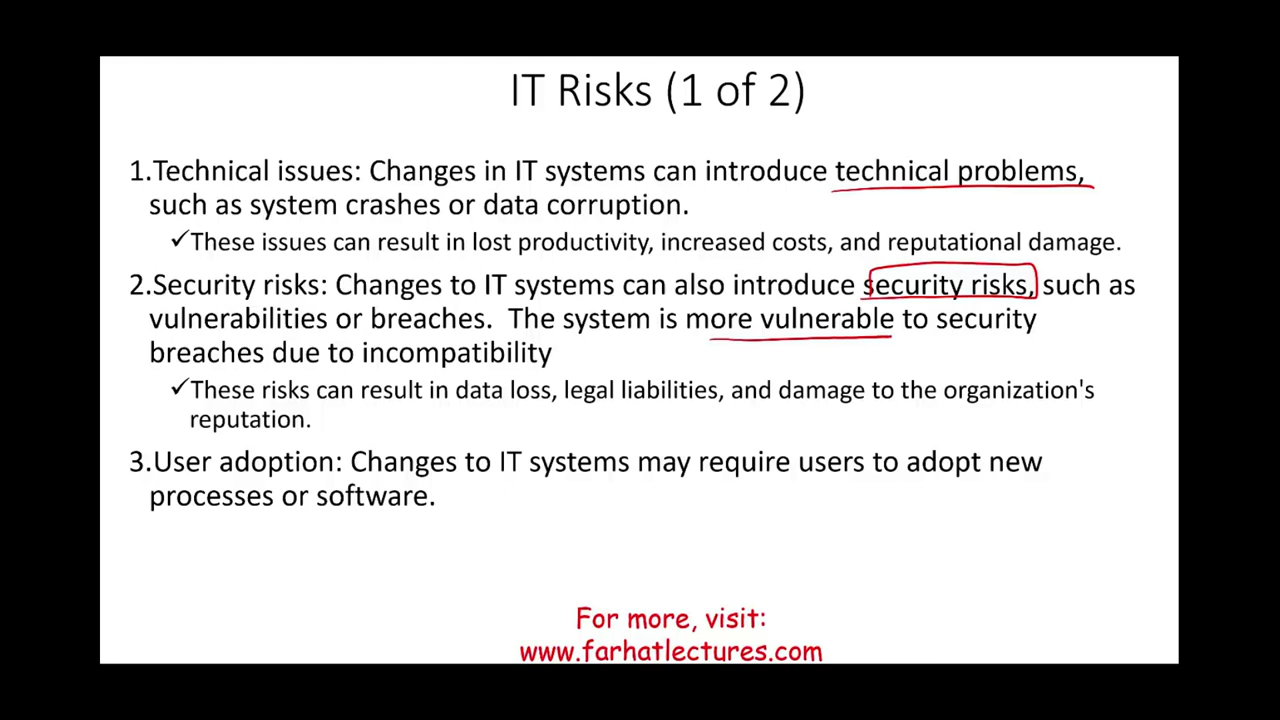 IT Risks (1 of 2)
1.Technical issues: Changes in IT systems can introduce technical problems,
such as system crashes or data corruption.
✓These issues can result in lost productivity, increased costs, and reputational damage.
2.Security risks: Changes to IT systems can also introduce security risks, such as
vulnerabilities or breaches.  The system is more vulnerable to security
breaches due to incompatibility
✓These risks can result in data loss, legal liabilities, and damage to the organization's
reputation.
3.User adoption: Changes to IT systems may require users to adopt new
processes or software.
For more, visit:
www.farhatlectures.com